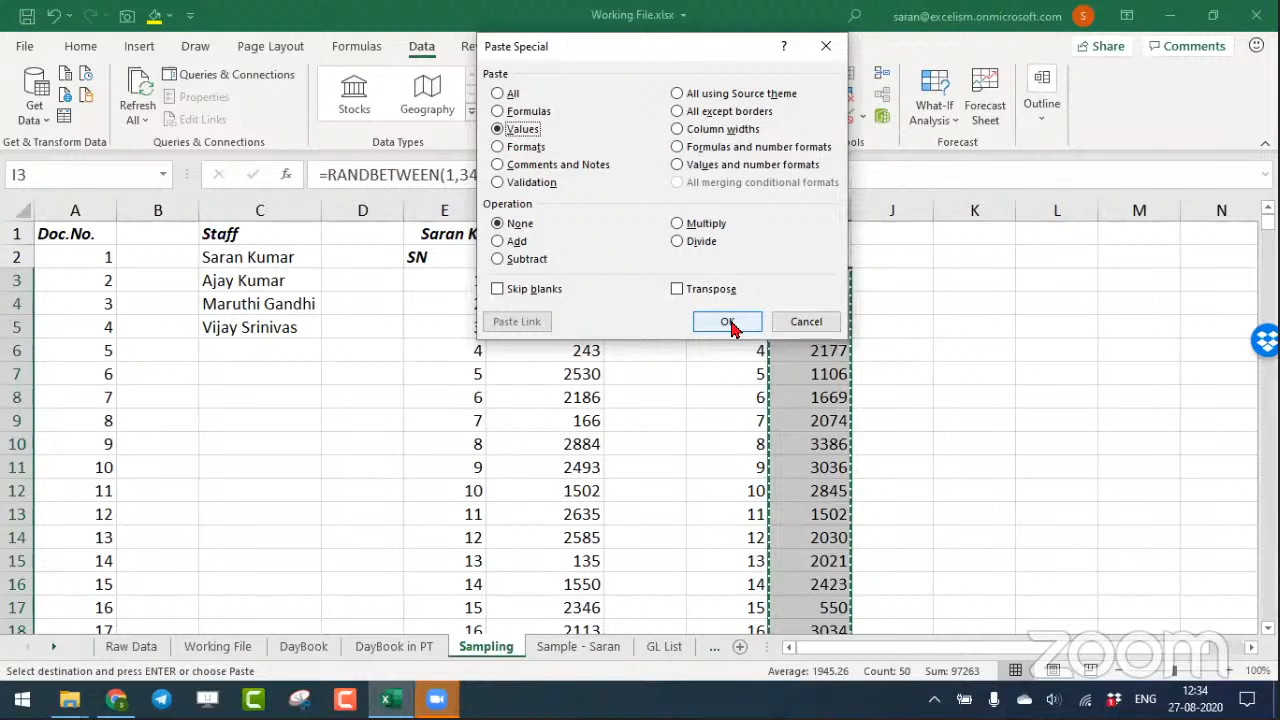 Working File.xlsx
saran@excelism.onmicrosoft.com
S
File Home Insert Draw Page Layout Formulas Data Re
Share Comments
Get Data
Refresh All
Queries & Connections
Properties
Edit Links
Stocks Geography
What-If Analysis
Forecast Sheet
Outline
Get & Transform Data Queries & Connections Data Types ols Forecast
Paste Special
?
Paste
All All using Source theme
Formulas All except borders
Values Column widths
Formats Formulas and number formats
Comments and Notes Values and number formats
Validation All merging conditional formats
Operation
None Multiply
Add Divide
Subtract
Skip blanks Transpose
Paste Link OK Cancel
I3 fx =RANDBETWEEN(1,34
A B C D E J K L M N
1 Doc.No. Staff Saran K
2 1 Saran Kumar SN
3 2 Ajay Kumar
4 3 Maruthi Gandhi
5 4 Vijay Srinivas
6 5 4 243 4 2177
7 6 5 2530 5 1106
8 7 6 2186 6 1669
9 8 7 166 7 2074
10 9 8 2884 8 3386
11 10 9 2493 9 3036
12 11 10 1502 10 2845
13 12 11 2635 11 1502
14 13 12 2585 12 2030
15 14 13 135 13 2021
16 15 14 1550 14 2423
17 16 15 2346 15 550
18 17 16 2113 16 3034
Raw Data Working File DayBook DayBook in PT Sampling Sample - Saran GL List ...
zoom
Select destination and press ENTER or choose Paste Average: 1945.26 Count: 50 Sum: 97263 100%
ENG
12:34
27-08-2020